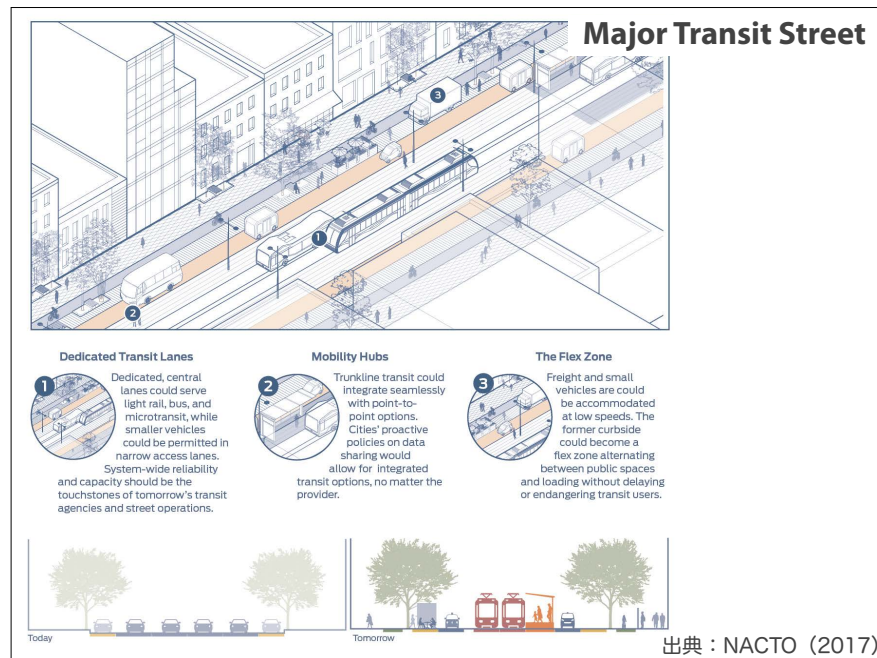 Major Transit Street
3
1
2
Dedicated Transit Lanes
1
Dedicated, central
lanes could serve
light rail, bus, and
microtransit, while
smaller vehicles
could be permitted in
narrow access lanes.
System-wide reliability
and capacity should be the
touchstones of tomorrow's transit
agencies and street operations.
Mobility Hubs
2
Trunkline transit could
integrate seamlessly
with point-to-
point options.
Cities' proactive
policies on data
sharing would
allow for integrated
transit options, no matter the
provider.
The Flex Zone
3
Freight and small
vehicles are could
be accommodated
at low speeds. The
former curbside
could become a
flex zone alternating
between public spaces
and loading without delaying
or endangering transit users.
Today
Tomorrow
出典：NACTO（2017）